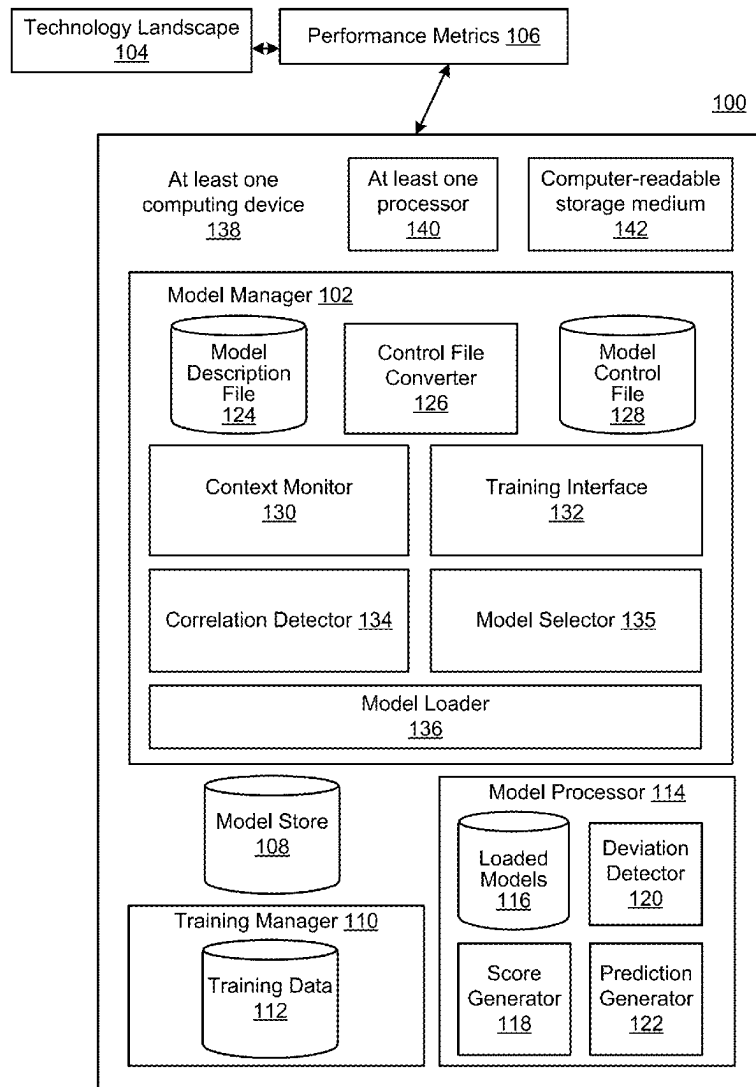 Technology Landscape
104
Performance Metrics 106
100
At least one
computing device
138
At least one
processor
140
Computer-readable
storage medium
142
Model Manager 102
Model
Description
File
124
Control File
Converter
126
Model
Control
File
128
Context Monitor
130
Training Interface
132
Correlation Detector 134
Model Selector 135
Model Loader
136
Model Store
108
Training Manager 110
Training Data
112
Model Processor 114
Loaded
Models
116
Deviation
Detector
120
Score
Generator
118
Prediction
Generator
122